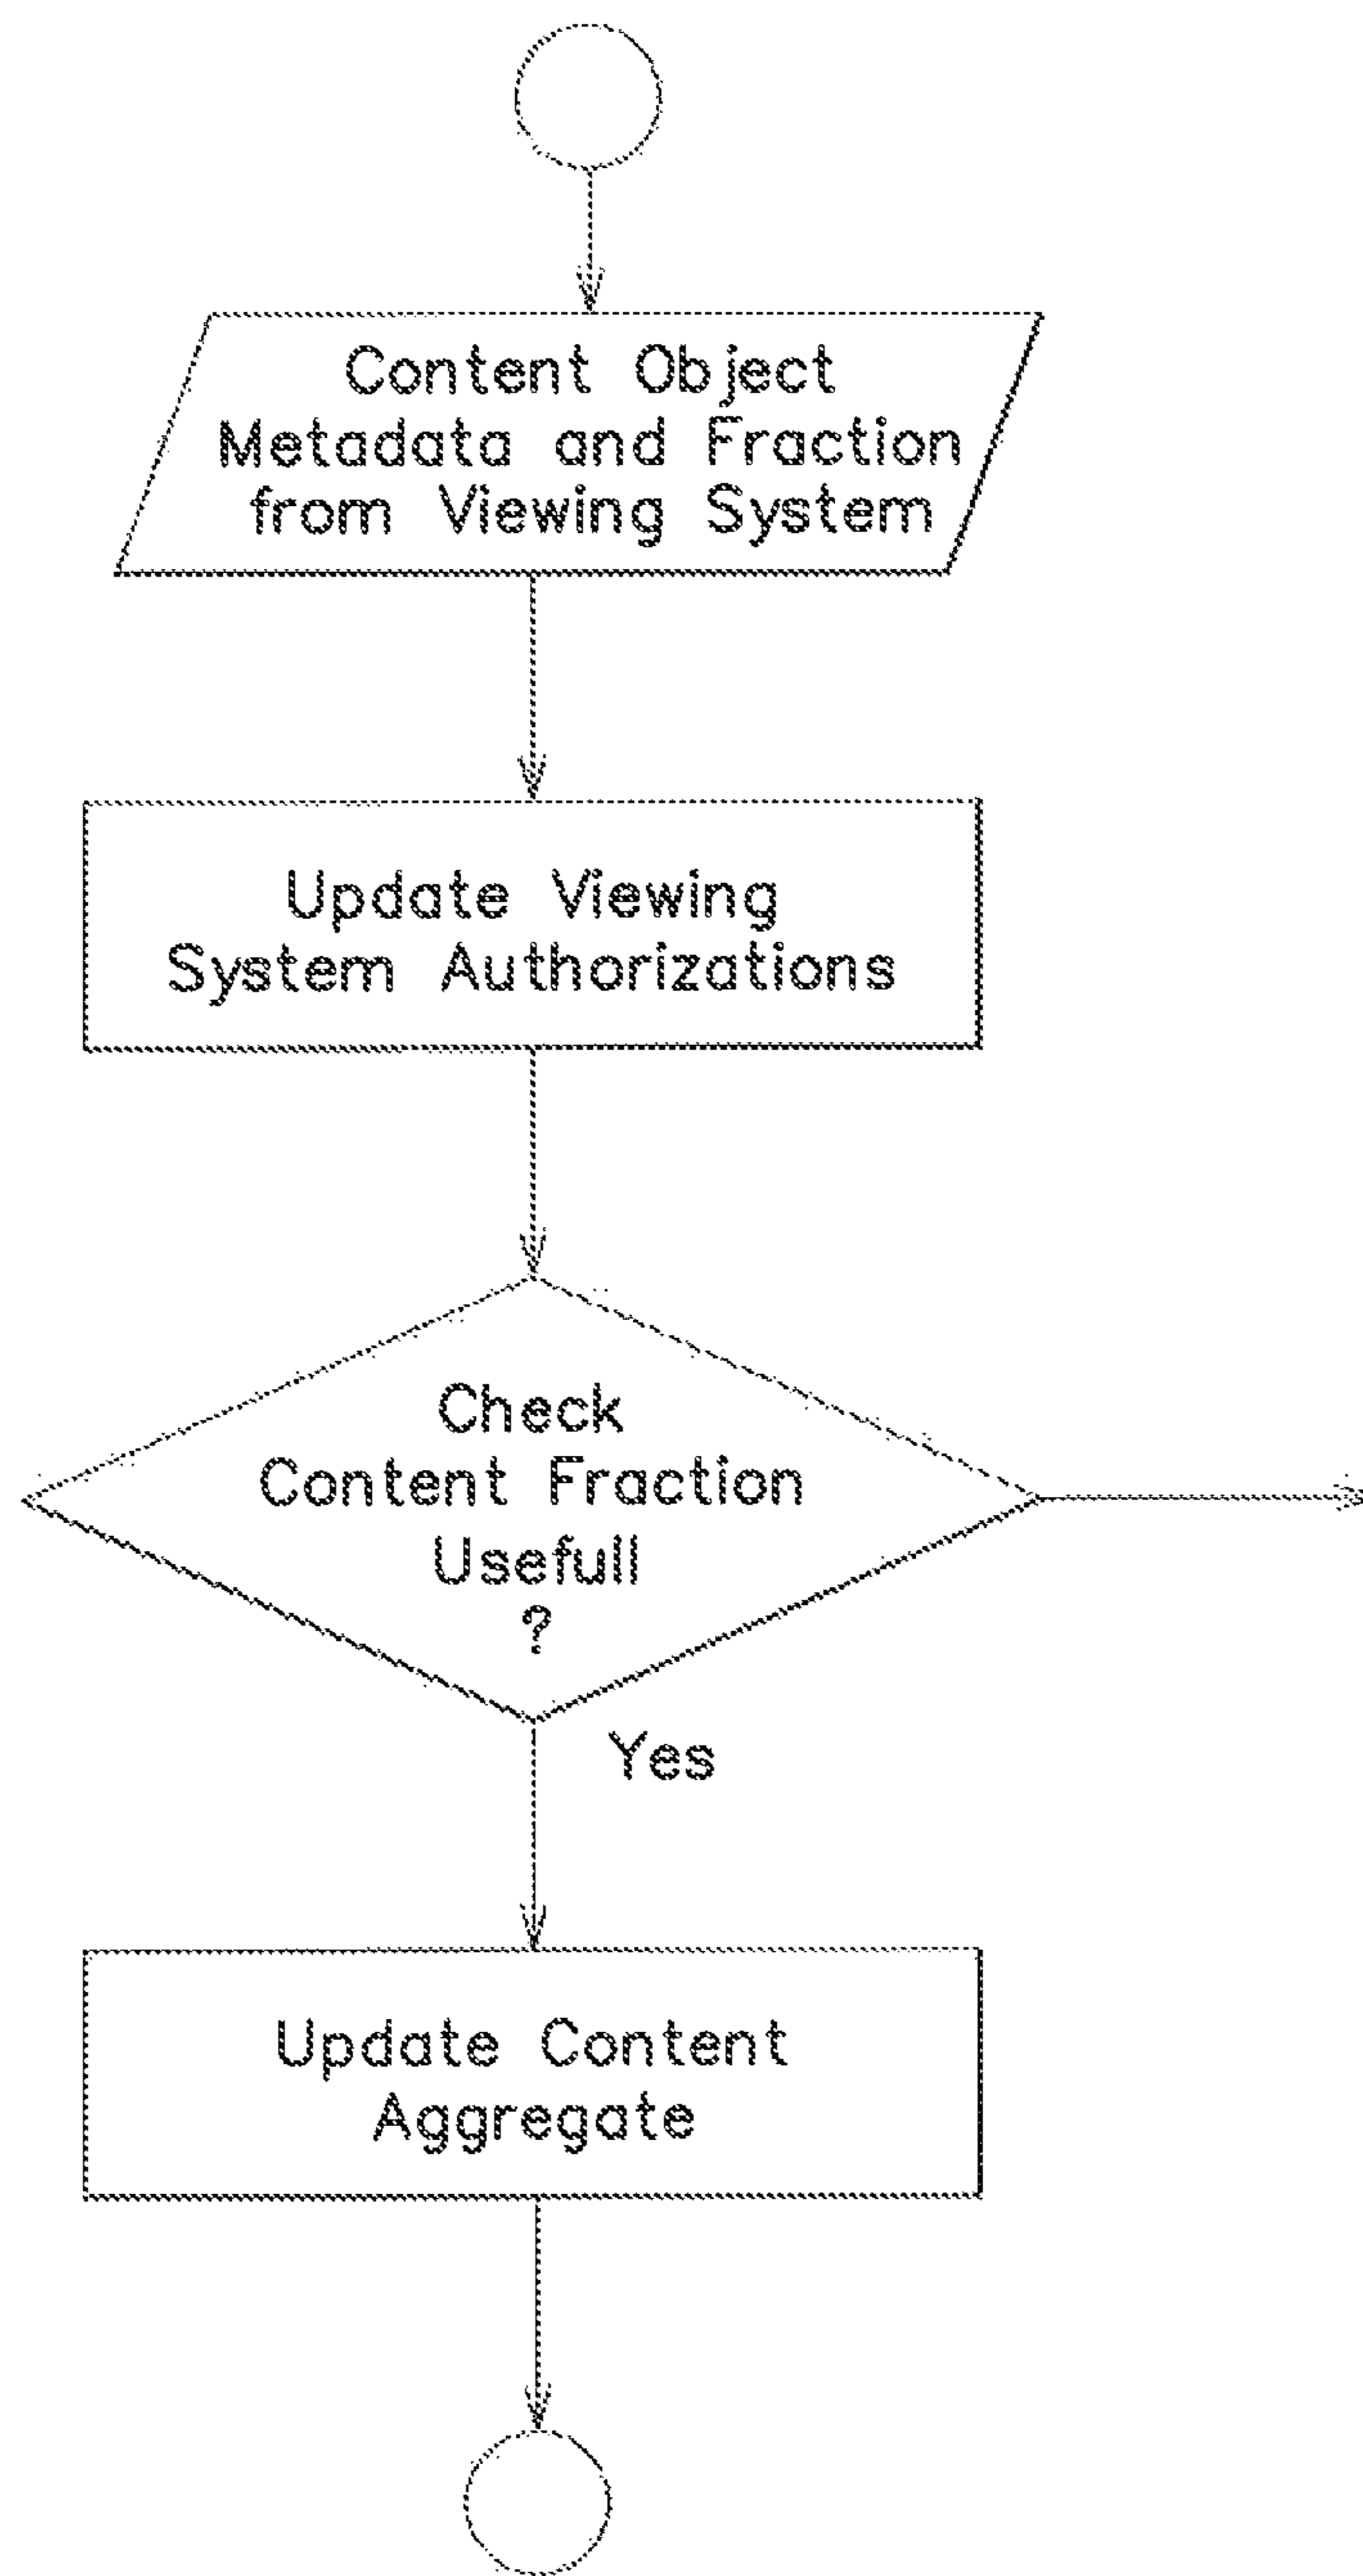 Content Object
Metadata and Fraction
from Viewing System
Update Viewing
System Authorizations
Check
Content Fraction
Usefull
?
Yes
Update Content
Aggregate